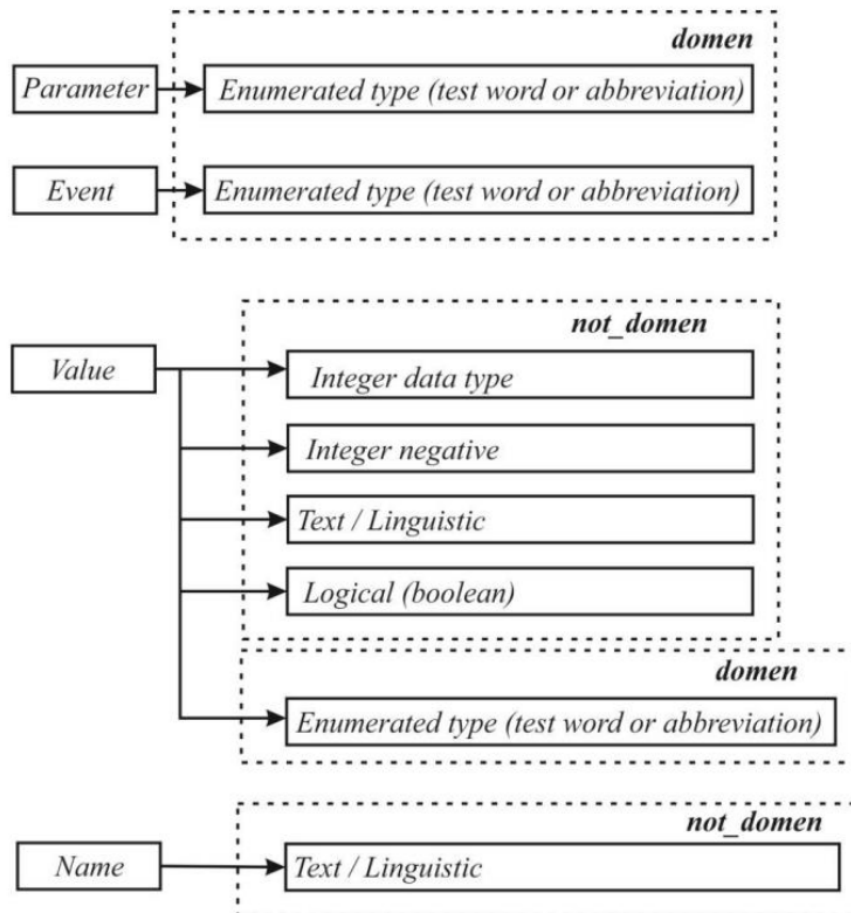 domen
Parameter
Enumerated type (test word or abbreviation)
Event
Enumerated type (test word or abbreviation)
not_domen
Value
Integer data type
Integer negative
Text / Linguistic
Logical (boolean)
domen
Enumerated type (test word or abbreviation)
not_domen
Name
Text / Linguistic